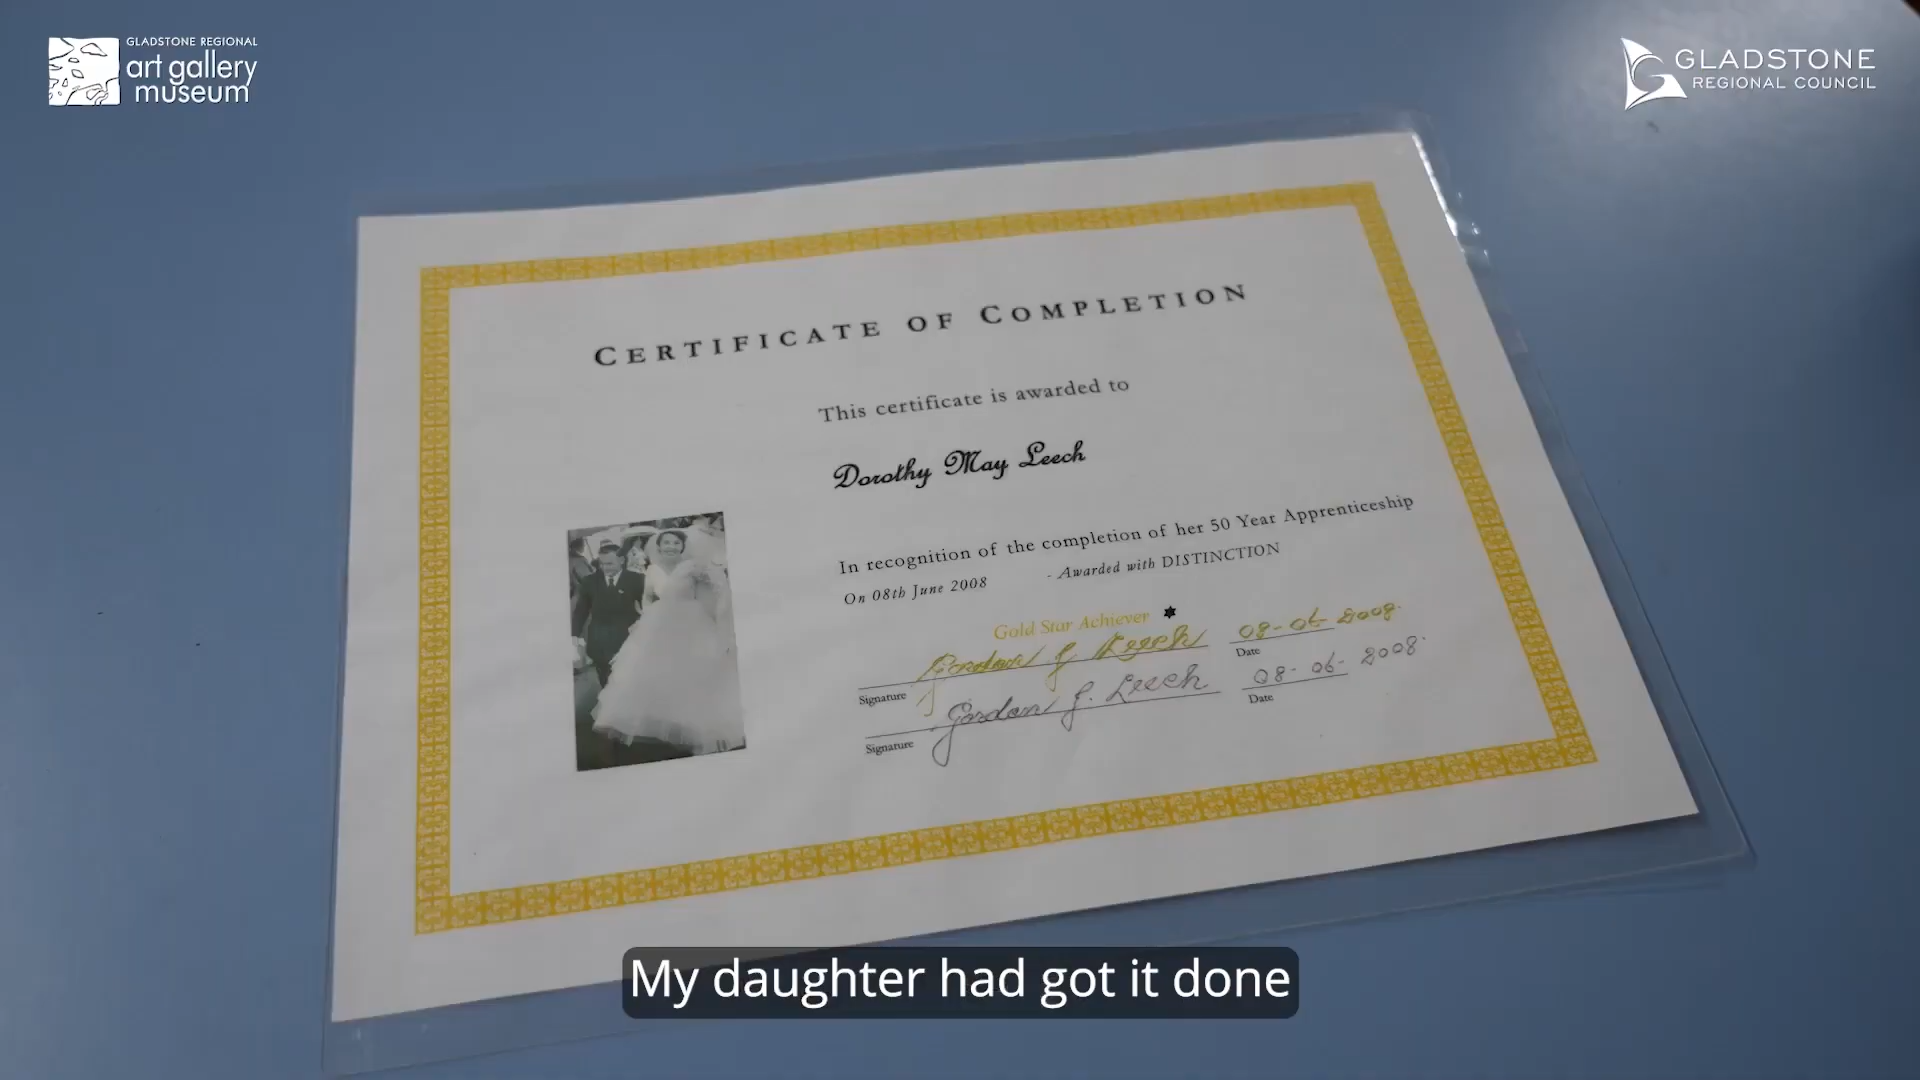 GLADSTONE REGIONAL
art gallery
museum
GLADSTONE
REGIONAL COUNCIL
CERTIFICATE OF COMPLETION
This certificate is awarded to
Dorothy May Leech
In recognition of the completion of her 50 Year Apprenticeship
On 08th June 2008 - Awarded with DISTINCTION
Gold Star Achiever
Signature Gordon J Leech 08-06-2008. Date
Signature Gordon J. Leech 08-06-2008. Date
My daughter had got it done